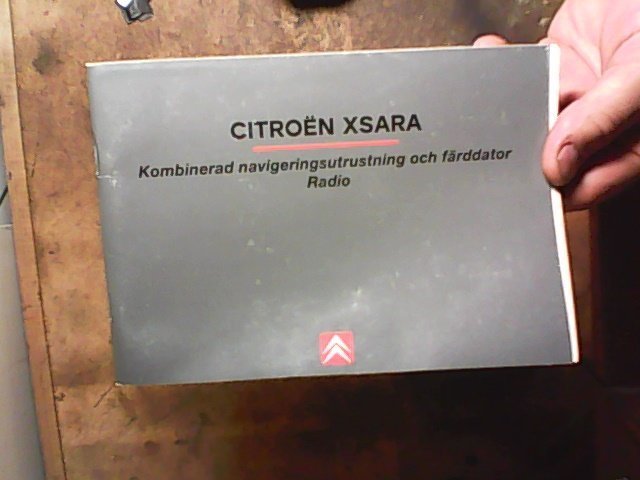 CITROËN XSARA
Kombinerad navigeringsutrustning och färddator
Radio